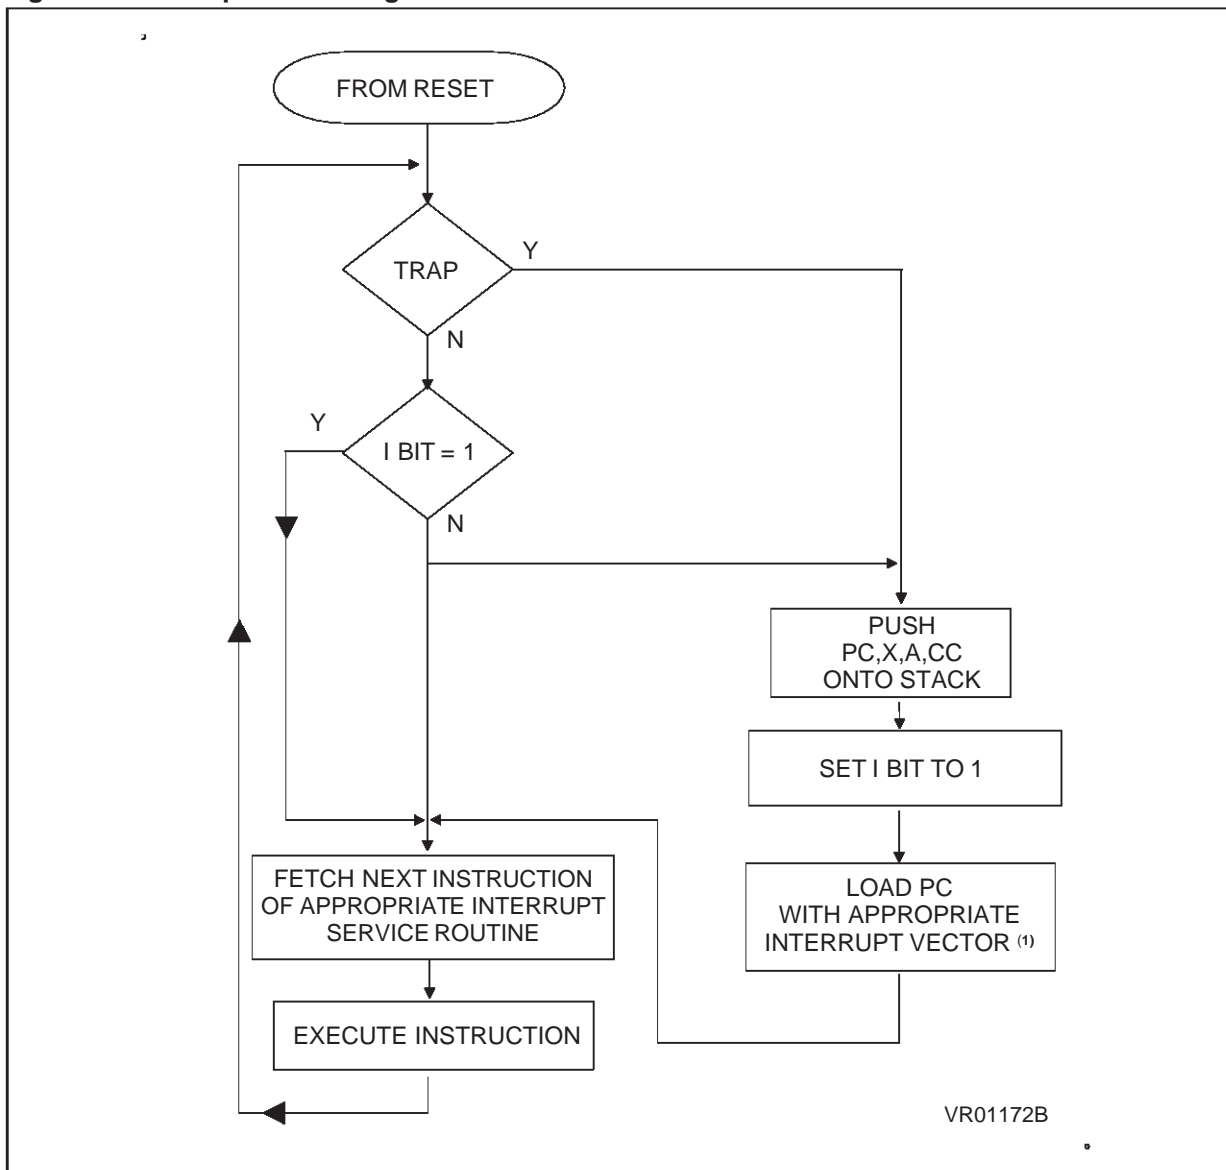 FROM RESET
TRAP
Y
N
Y
I BIT = 1
N
PUSH
PC,X,A,CC
ONTO STACK
SET I BIT TO 1
LOAD PC
WITH APPROPRIATE
INTERRUPT VECTOR (1)
FETCH NEXT INSTRUCTION
OF APPROPRIATE INTERRUPT
SERVICE ROUTINE
EXECUTE INSTRUCTION
VR01172B